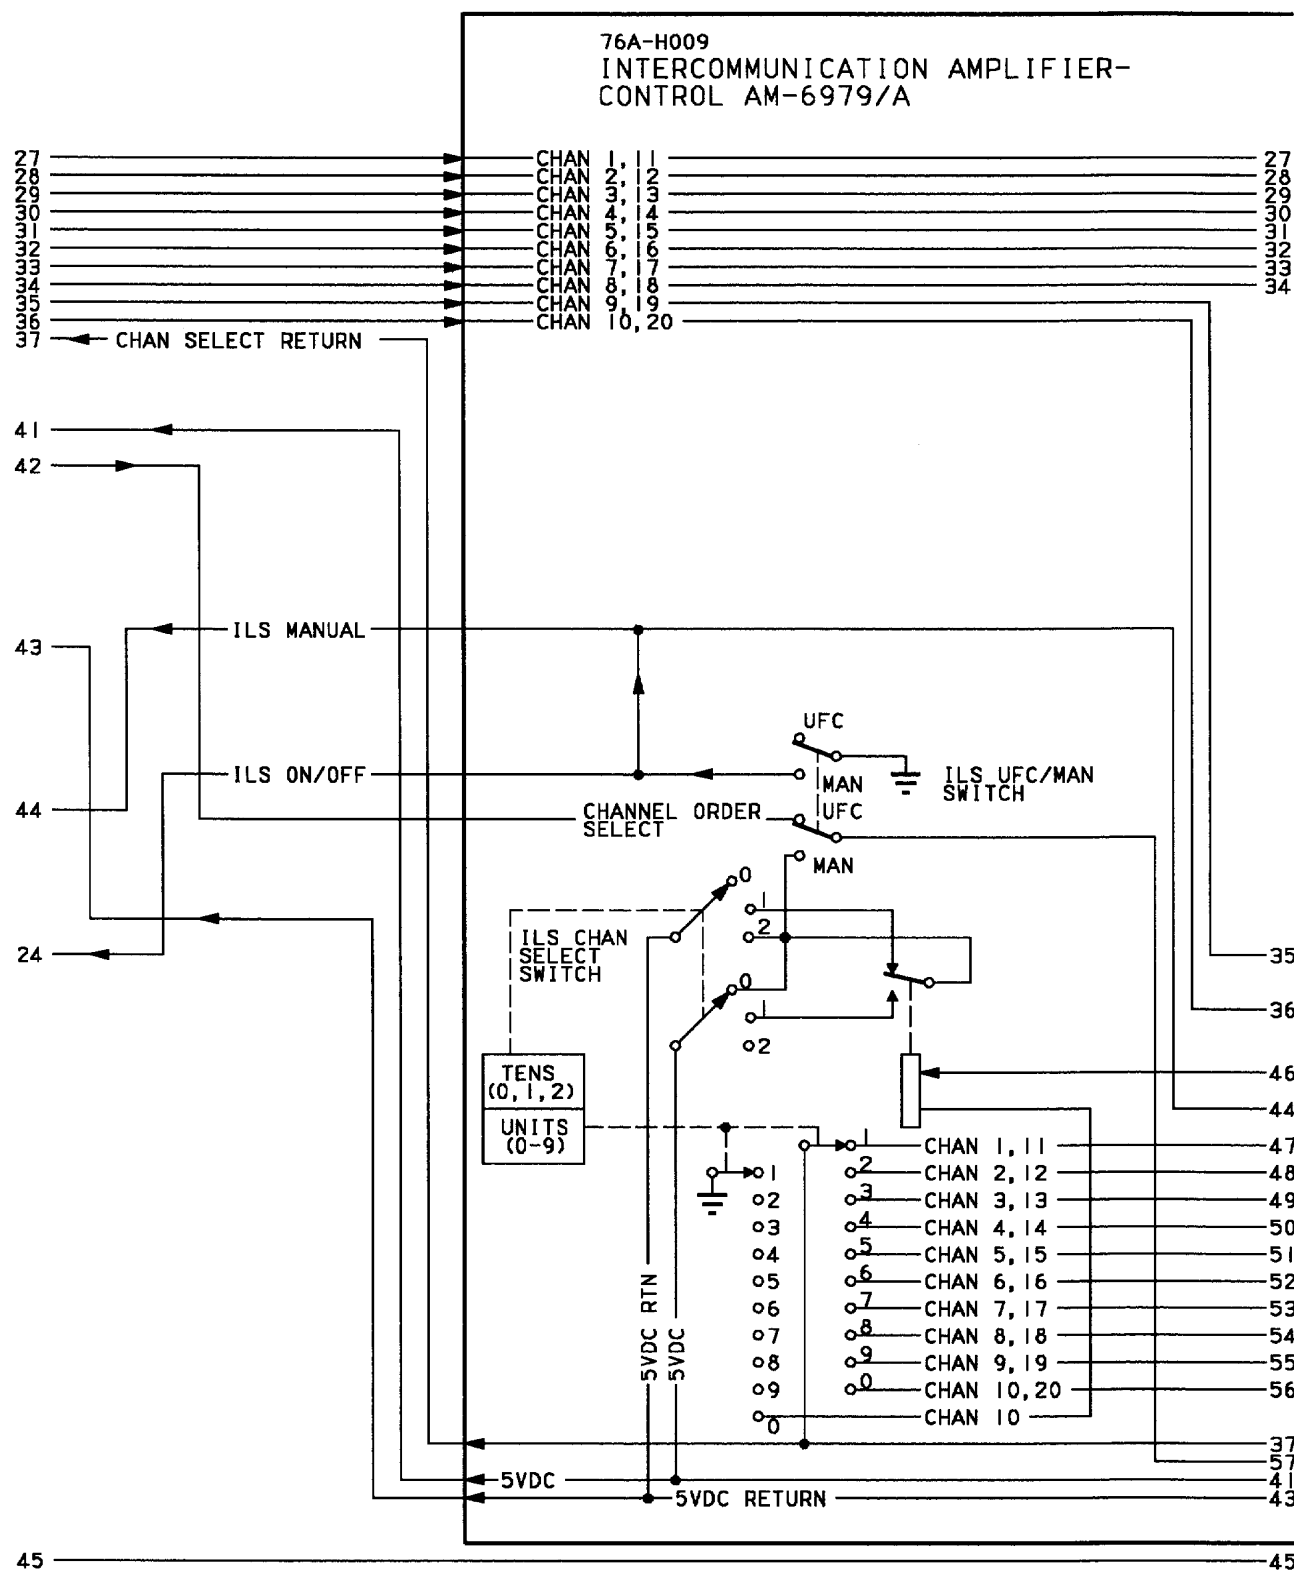 76A-H009
INTERCOMMUNICATION AMPLIFIER-
CONTROL AM-6979/A
27 CHAN 1,11 27
28 CHAN 2,12 28
29 CHAN 3,13 29
30 CHAN 4,14 30
31 CHAN 5,15 31
32 CHAN 6,16 32
33 CHAN 7,17 33
34 CHAN 8,18 34
35 CHAN 9,19
36 CHAN 10,20
37 CHAN SELECT RETURN
41
42
ILS MANUAL
43
UFC
ILS ON/OFF
MAN
ILS UFC/MAN
SWITCH
44
CHANNEL ORDER
SELECT
UFC
MAN
0
1
2
ILS CHAN
SELECT
SWITCH
24
35
0
1
2
36
TENS
(0,1,2)
46
44
UNITS
(0-9)
1 CHAN 1,11 47
1
2 CHAN 2,12 48
2
3 CHAN 3,13 49
3
4 CHAN 4,14 50
4
5 CHAN 5,15 51
5
6 CHAN 6,16 52
6
7 CHAN 7,17 53
7
8 CHAN 8,18 54
8
9 CHAN 9,19 55
9
0 CHAN 10,20 56
0 CHAN 10
5VDC RTN
5VDC
37
57
5VDC 41
5VDC RETURN 43
45 45